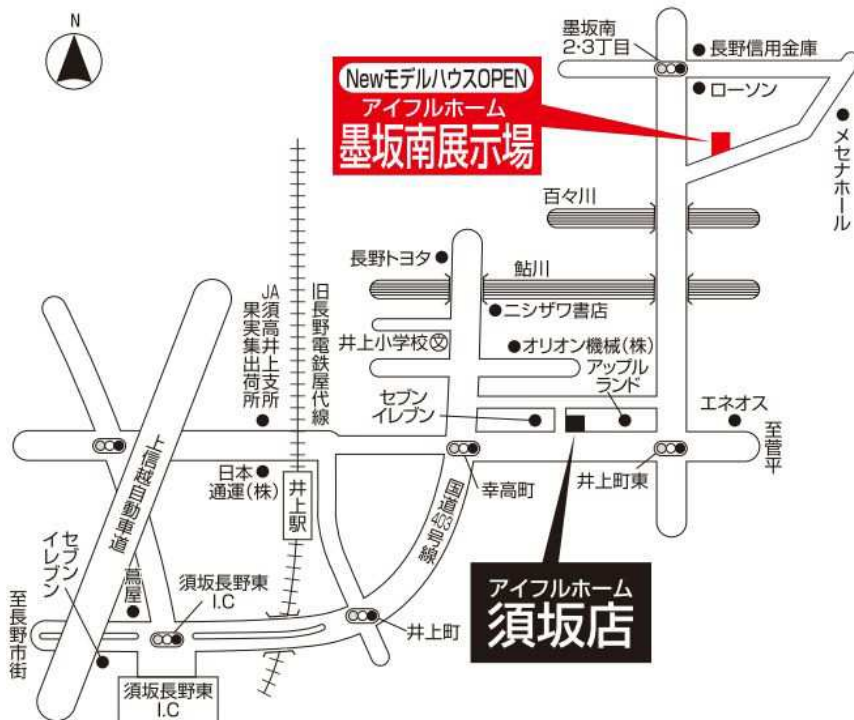 N
墨坂南
2・3丁目
長野信用金庫
NewモデルハウスOPEN
アイフルホーム
墨坂南展示場
ローソン
メセナホール
百々川
長野トヨタ
鮎川
ニシザワ書店
JA須高井上支所
果実集出荷所
旧長野電鉄屋代線
井上小学校
文
オリオン機械(株)
アップル
ランド
セブン
イレブン
エネオス
至菅平
上信越自動車道
日本
通運(株)
井上駅
幸高町
井上町東
国道403号線
セブン
イレブン
蔦屋
須坂長野東
I.C
井上町
アイフルホーム
須坂店
至長野市街
須坂長野東
I.C